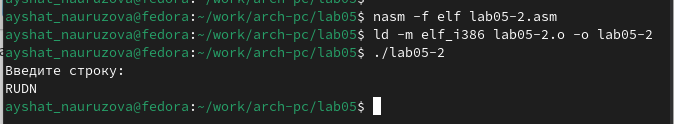 ayshat_nauruzova@fedora:~/work/arch-pc/lab05$ nasm -f elf lab05-2.asm
ayshat_nauruzova@fedora:~/work/arch-pc/lab05$ ld -m elf_i386 lab05-2.o -o lab05-2
ayshat_nauruzova@fedora:~/work/arch-pc/lab05$ ./lab05-2
Введите строку:
RUDN
ayshat_nauruzova@fedora:~/work/arch-pc/lab05$